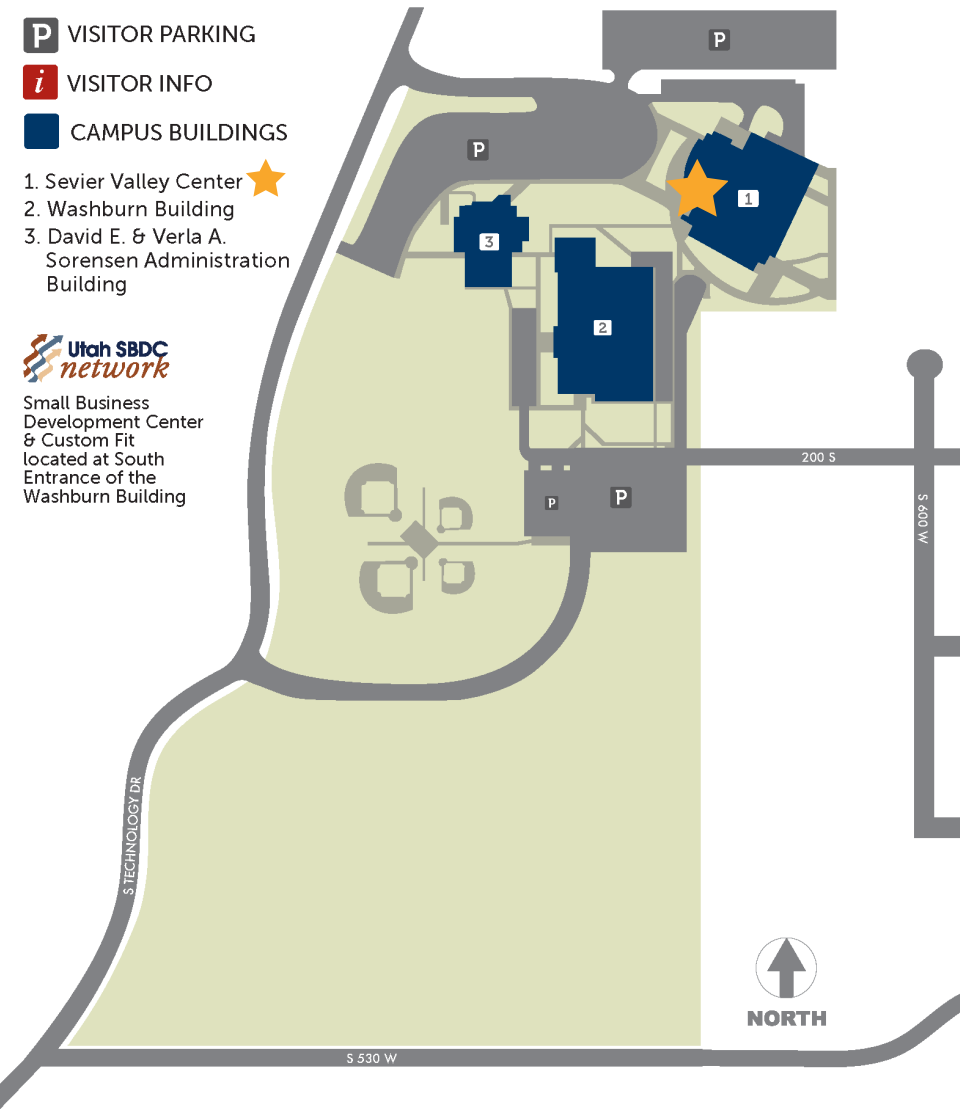 P VISITOR PARKING
i VISITOR INFO
CAMPUS BUILDINGS
1. Sevier Valley Center
2. Washburn Building
3. David E. & Verla A.
Sorensen Administration
Building
Utah SBDC
network
Small Business
Development Center
& Custom Fit
located at South
Entrance of the
Washburn Building
P
P
1
3
2
200 S
P
P
S 600 W
S TECHNOLOGY DR
NORTH
S 530 W